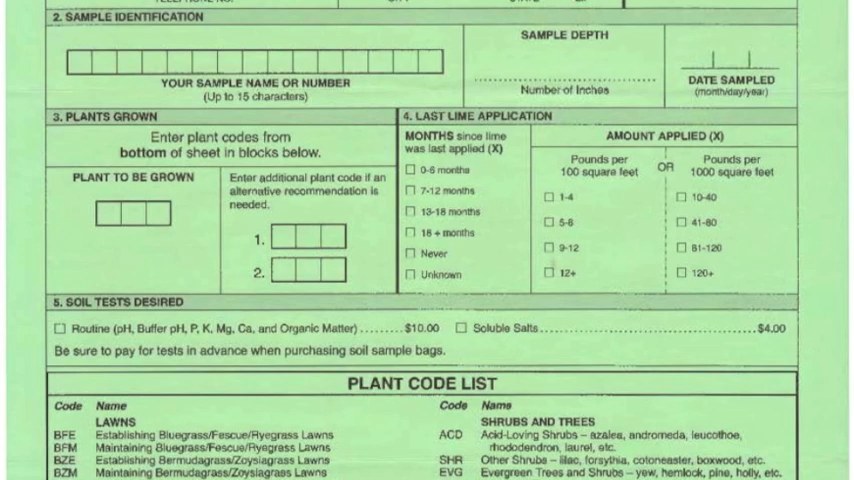 2. SAMPLE IDENTIFICATION
YOUR SAMPLE NAME OR NUMBER
(Up to 15 characters)
SAMPLE DEPTH
Number of Inches
DATE SAMPLED
(month/day/year)
3. PLANTS GROWN
Enter plant codes from
bottom of sheet in blocks below.
PLANT TO BE GROWN
Enter additional plant code if an
alternative recommendation is
needed.
1.
2.
4. LAST LIME APPLICATION
MONTHS since lime
was last applied (X)
0-6 months
7-12 months
13-18 months
18 + months
Never
Unknown
AMOUNT APPLIED (X)
Pounds per
100 square feet
OR
Pounds per
1000 square feet
1-4
10-40
5-8
41-80
9-12
81-120
12+
120+
5. SOIL TESTS DESIRED
Routine (pH, Buffer pH, P, K, Mg, Ca, and Organic Matter) ........$10.00
Soluble Salts.................................................$4.00
Be sure to pay for tests in advance when purchasing soil sample bags.
PLANT CODE LIST
Code Name
LAWNS
BFE Establishing Bluegrass/Fescue/Ryegrass Lawns
BFM Maintaining Bluegrass/Fescue/Ryegrass Lawns
BZE Establishing Bermudagrass/Zoysiagrass Lawns
BZM Maintaining Bermudagrass/Zoysiagrass Lawns
Code Name
SHRUBS AND TREES
ACD Acid-Loving Shrubs – azalea, andromeda, leucothoe,
rhododendron, laurel, etc.
SHR Other Shrubs – lilac, forsythia, cotoneaster, boxwood, etc.
EVG Evergreen Trees and Shrubs – yew, hemlock, pine, holly, etc.